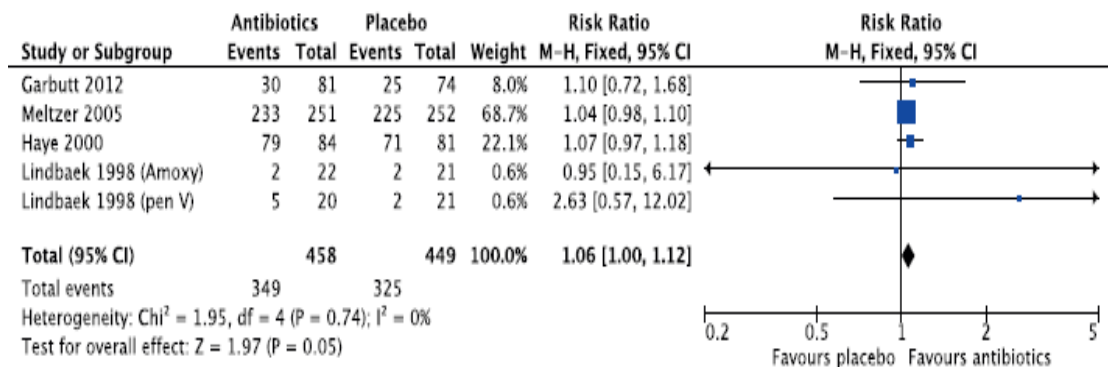 Antibiotics Placebo Risk Ratio Risk Ratio
Study or Subgroup Events Total Events Total Weight M-H, Fixed, 95% CI M-H, Fixed, 95% CI
Garbutt 2012 30 81 25 74 8.0% 1.10 [0.72, 1.68]
Meltzer 2005 233 251 225 252 68.7% 1.04 [0.98, 1.10]
Haye 2000 79 84 71 81 22.1% 1.07 [0.97, 1.18]
Lindbaek 1998 (Amoxy) 2 22 2 21 0.6% 0.95 [0.15, 6.17]
Lindbaek 1998 (pen V) 5 20 2 21 0.6% 2.63 [0.57, 12.02]
Total (95% CI) 458 449 100.0% 1.06 [1.00, 1.12]
Total events 349 325
Heterogeneity: Chi² = 1.95, df = 4 (P = 0.74); I² = 0%
Test for overall effect: Z = 1.97 (P = 0.05)
0.2 0.5 1 2 5
Favours placebo Favours antibiotics